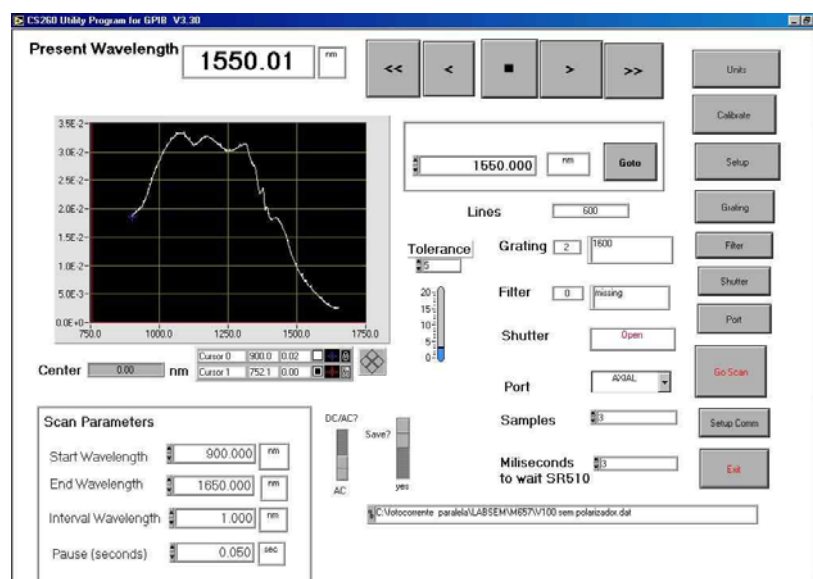 CS260 Utility Program for GPIB V3.30
Present Wavelength 1550.01 nm << < ■ > >> Units
Calibrate
3.5E-2
3.0E-2
2.5E-2
2.0E-2
1.5E-2
1.0E-2
5.0E-3
0.0E+0
750.0 1000.0 1250.0 1500.0 1750.0
1550.000 nm Goto Setup
Lines 600 Grating
Tolerance 5
20
15
10
5
0
Grating 2 1600 Filter
Filter 0 missing Shutter
Shutter Open Port
Center 0.00 nm
Cursor 0 900.0 0.02
Cursor 1 752.1 0.00
Port AXIAL Go Scan
Samples 3 Setup Comm
Miliseconds
to wait SR510 3 Exit
Scan Parameters
Start Wavelength 900.000 nm
End Wavelength 1650.000 nm
Interval Wavelength 1.000 nm
Pause (seconds) 0.050 sec
DC/AC?
AC
Save?
yes
C:\fotocorrente paralela\LABSEM\M657\V100 sem polarizador.dat